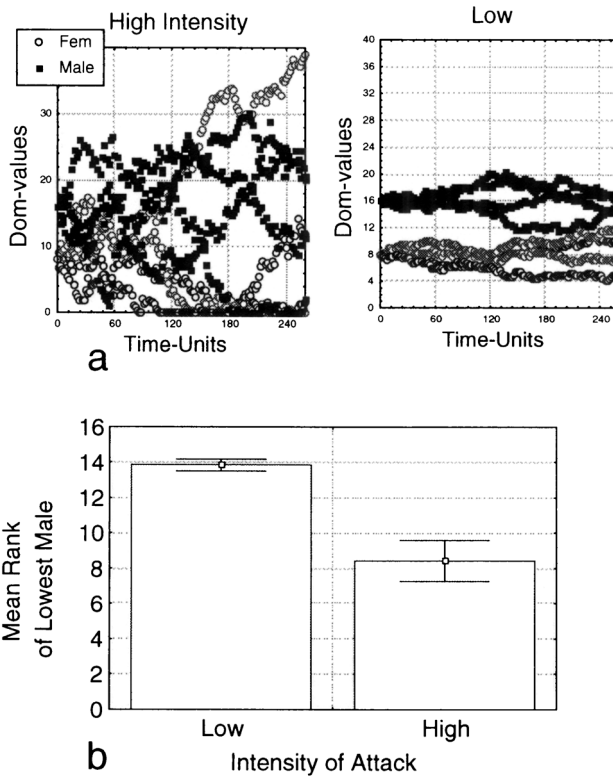 High Intensity
Fem
Male
Dom-values
30
20
10
0
0 60 120 180 240
Time-Units
a
Low
Dom-values
40
36
32
28
24
20
16
12
8
4
0
0 60 120 180 240
Time-Units
Mean Rank
of Lowest Male
16
14
12
10
8
6
4
2
0
Low High
b
Intensity of Attack